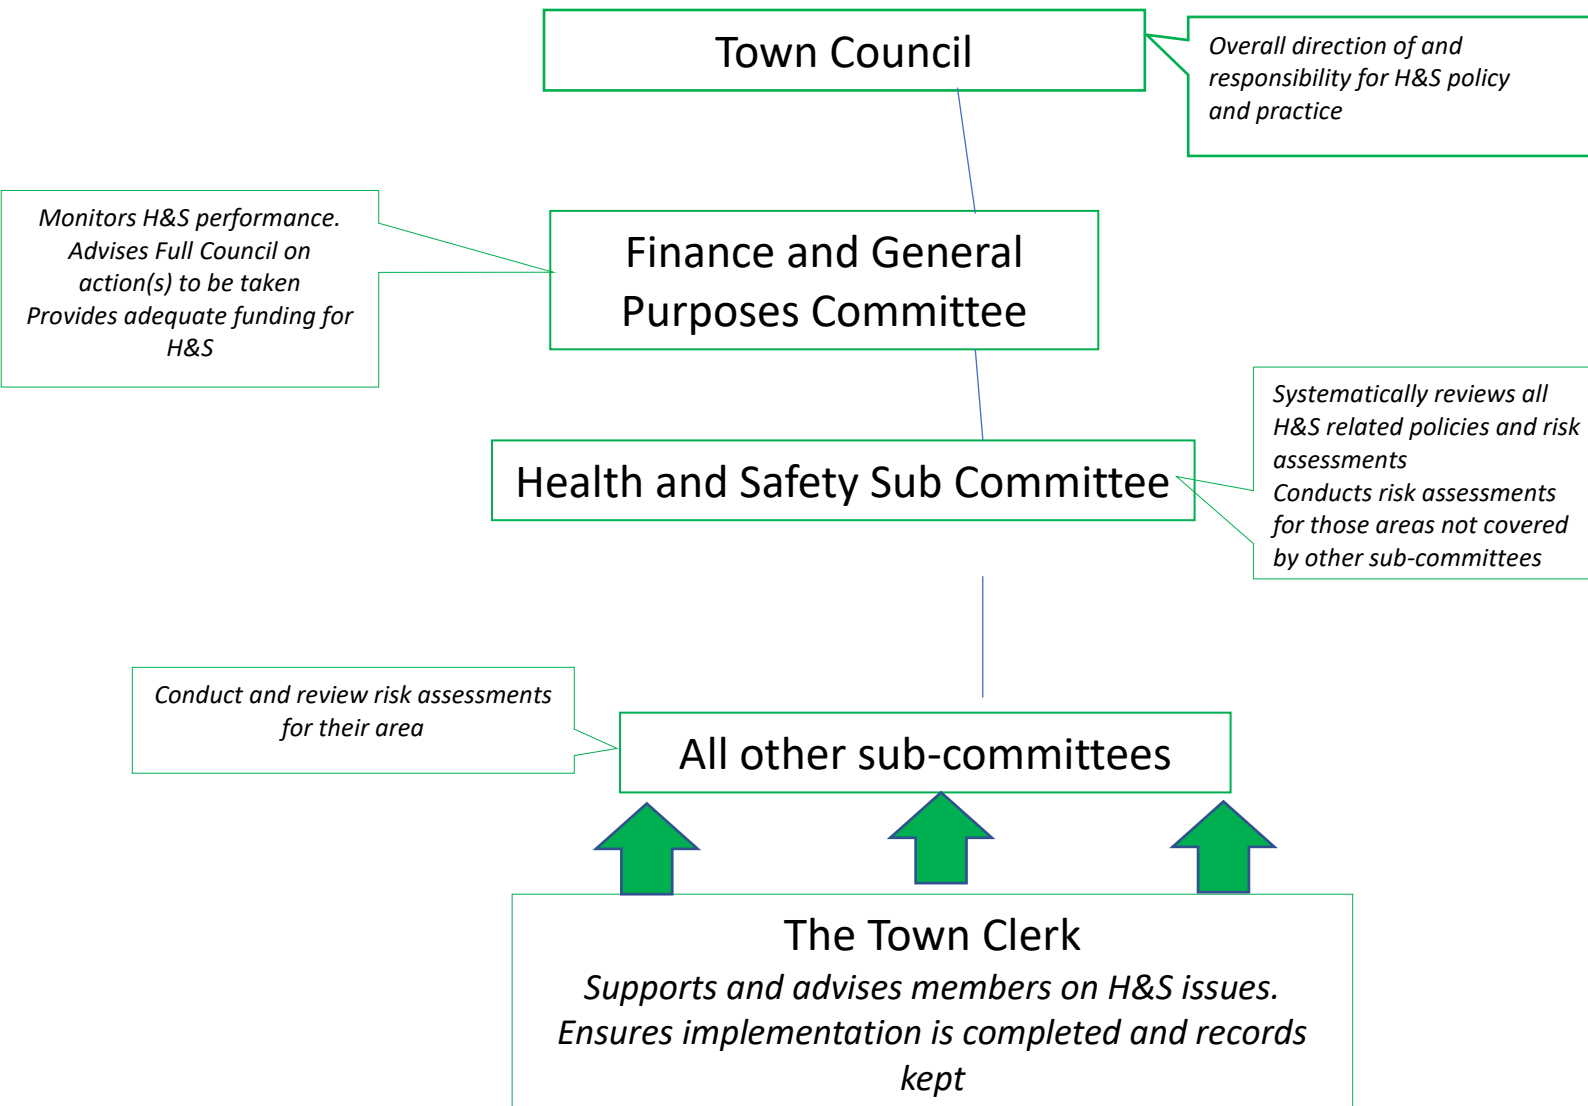 Town Council
Overall direction of and
responsibility for H&S policy
and practice
Monitors H&S performance.
Advises Full Council on
action(s) to be taken
Provides adequate funding for
H&S
Finance and General
Purposes Committee
Systematically reviews all
H&S related policies and risk
assessments
Conducts risk assessments
for those areas not covered
by other sub-committees
Health and Safety Sub Committee
Conduct and review risk assessments
for their area
All other sub-committees
The Town Clerk
Supports and advises members on H&S issues.
Ensures implementation is completed and records
kept